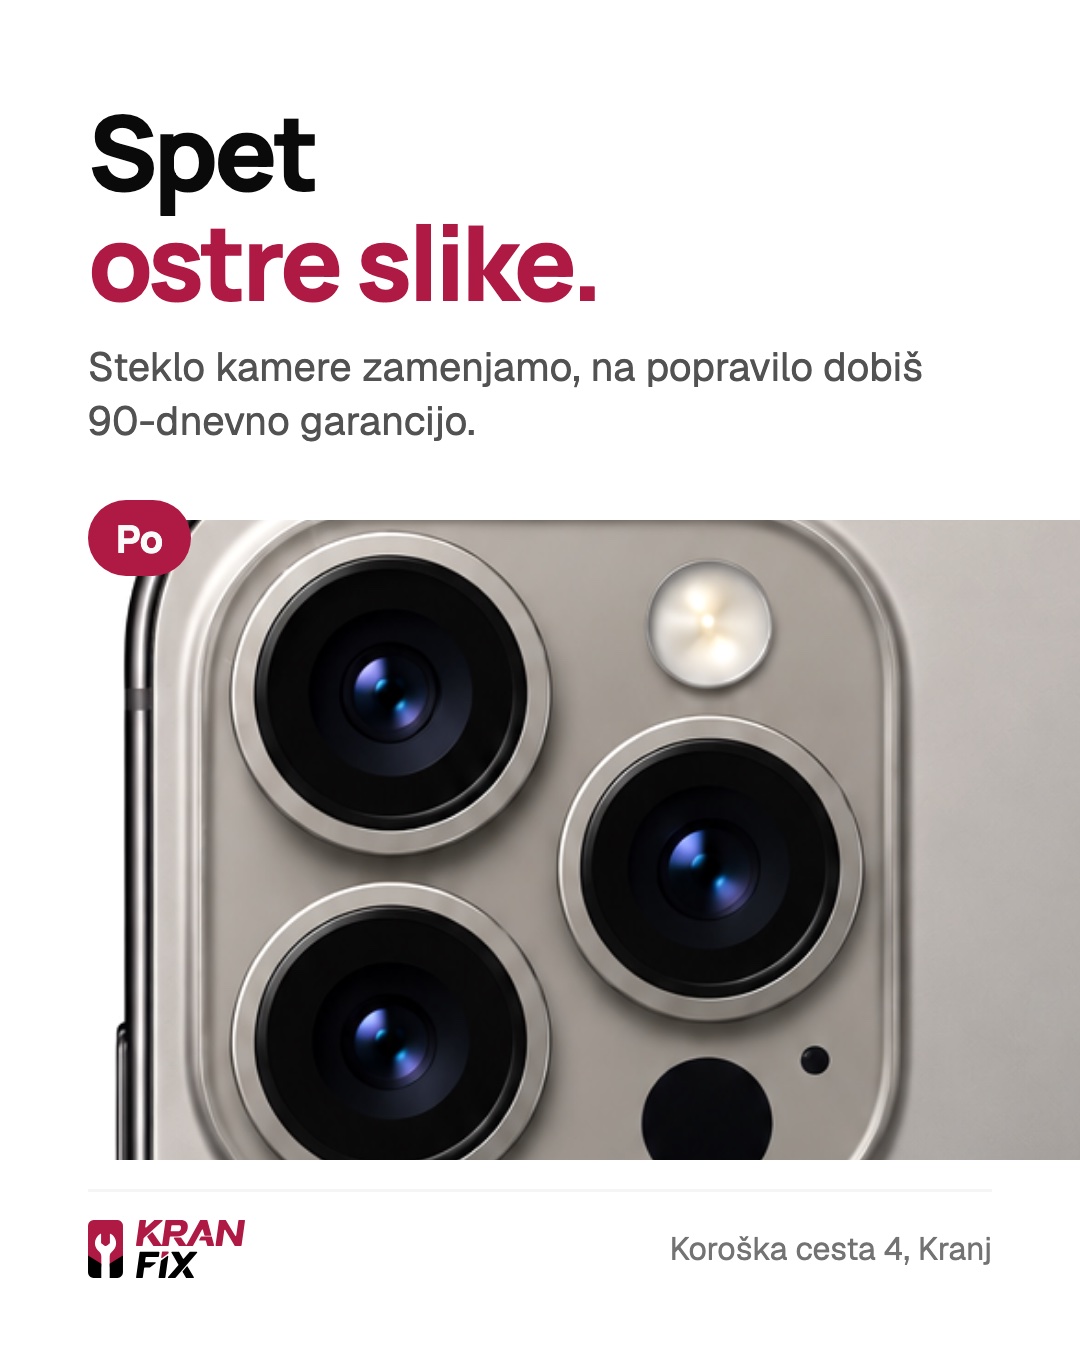 Spet
ostre slike.
Steklo kamere zamenjamo, na popravilo dobiš
90-dnevno garancijo.
Po
KRAN
FIX
Koroška cesta 4, Kranj